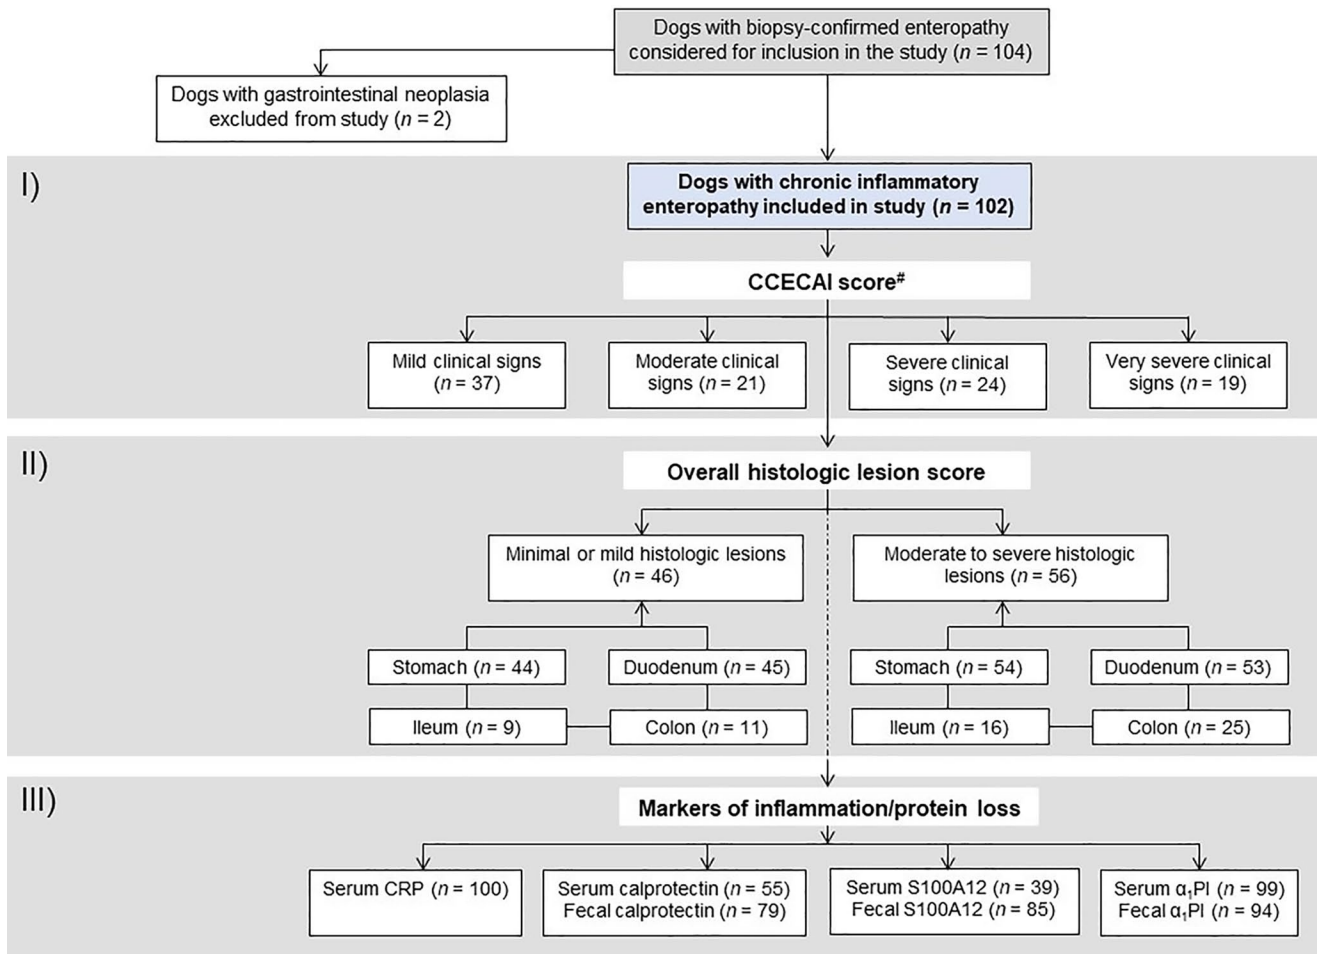 Dogs with biopsy-confirmed enteropathy
considered for inclusion in the study (n = 104)
Dogs with gastrointestinal neoplasia
excluded from study (n = 2)
I)
Dogs with chronic inflammatory
enteropathy included in study (n = 102)
CCECAI score#
Mild clinical signs
(n = 37)
Moderate clinical
signs (n = 21)
Severe clinical
signs (n = 24)
Very severe clinical
signs (n = 19)
II)
Overall histologic lesion score
Minimal or mild histologic lesions
(n = 46)
Moderate to severe histologic
lesions (n = 56)
Stomach (n = 44)
Duodenum (n = 45)
Stomach (n = 54)
Duodenum (n = 53)
Ileum (n = 9)
Colon (n = 11)
Ileum (n = 16)
Colon (n = 25)
III)
Markers of inflammation/protein loss
Serum CRP (n = 100)
Serum calprotectin (n = 55)
Fecal calprotectin (n = 79)
Serum S100A12 (n = 39)
Fecal S100A12 (n = 85)
Serum α₁PI (n = 99)
Fecal α₁PI (n = 94)